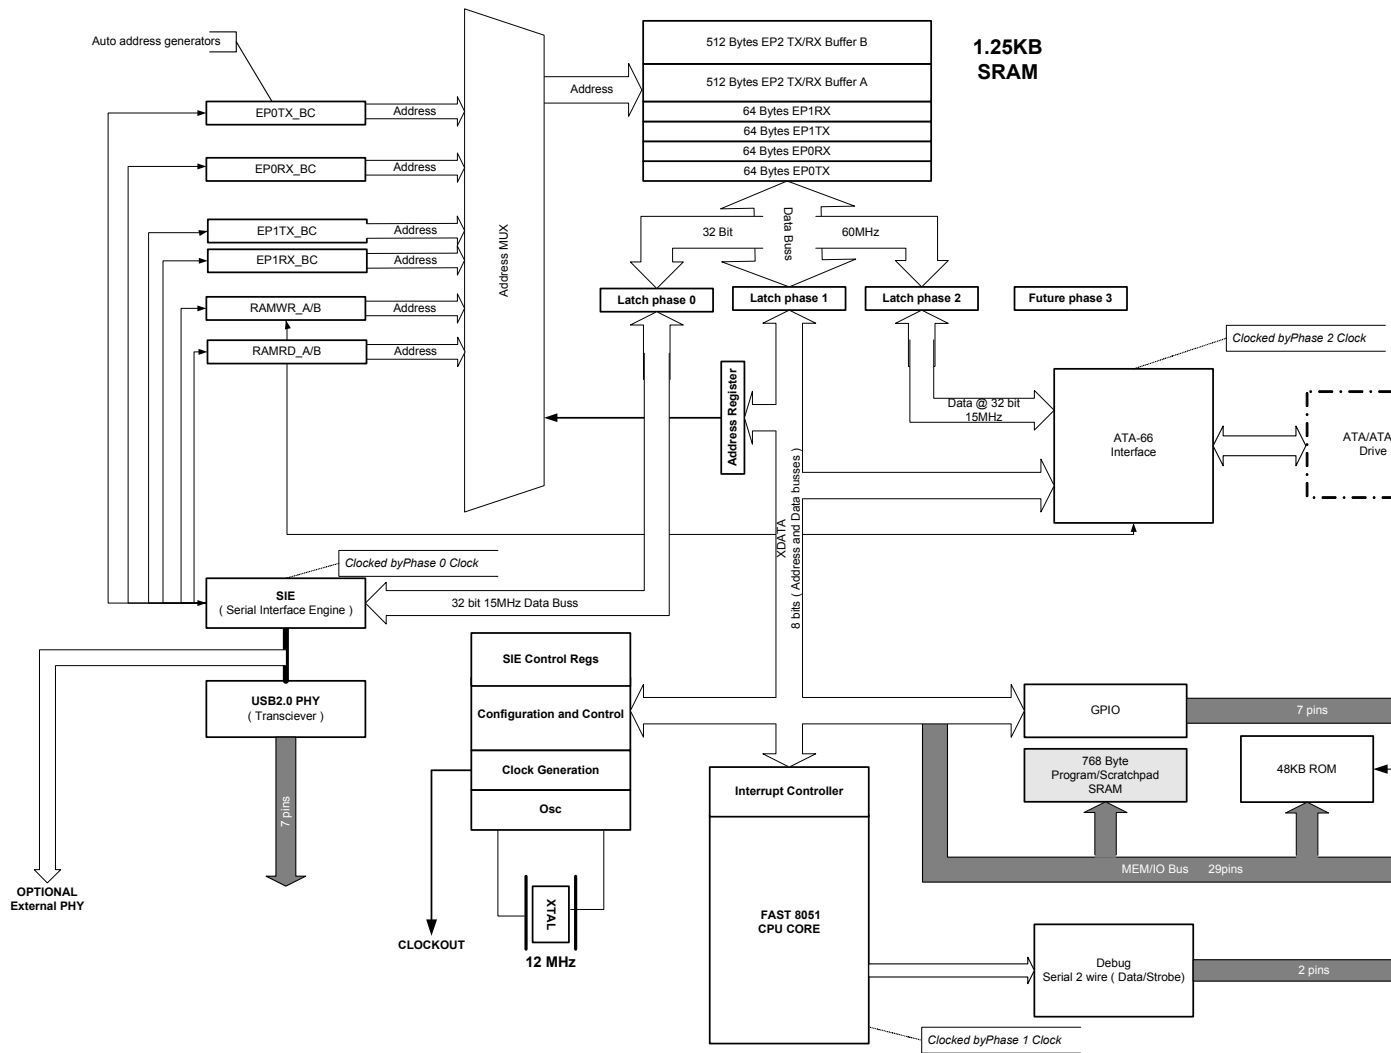 Auto address generators
512 Bytes EP2 TX/RX Buffer B
1.25KB
SRAM
512 Bytes EP2 TX/RX Buffer A
Address
EP0TX_BC
Address
64 Bytes EP1RX
64 Bytes EP1TX
64 Bytes EP0RX
64 Bytes EP0TX
EP0RX_BC
Address
EP1TX_BC
Address
EP1RX_BC
Address
RAMWR_A/B
Address
RAMRD_A/B
Address
Address MUX
32 Bit
Data Buss
60MHz
Latch phase 0
Latch phase 1
Latch phase 2
Future phase 3
Clocked byPhase 2 Clock
Address Register
Data @ 32 bit
15MHz
ATA-66
Interface
ATA/ATA
Drive
XDATA
8 bits ( Address and Data busses)
Clocked byPhase 0 Clock
SIE
( Serial Interface Engine )
32 bit 15MHz Data Buss
USB2.0 PHY
( Transciever )
7 pins
OPTIONAL
External PHY
SIE Control Regs
Configuration and Control
Clock Generation
Osc
XTAL
12 MHz
CLOCKOUT
Interrupt Controller
FAST 8051
CPU CORE
GPIO
7 pins
768 Byte
Program/Scratchpad
SRAM
48KB ROM
MEM/IO Bus 29pins
Debug
Serial 2 wire ( Data/Strobe)
2 pins
Clocked byPhase 1 Clock